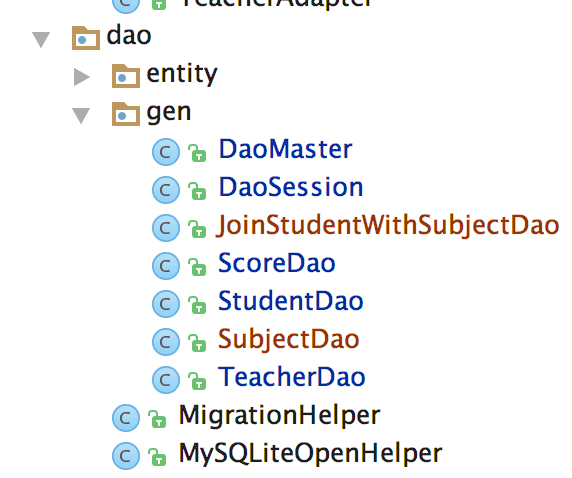 TeacherAdapter
dao
entity
gen
DaoMaster
DaoSession
JoinStudentWithSubjectDao
ScoreDao
StudentDao
SubjectDao
TeacherDao
MigrationHelper
MySQLiteOpenHelper